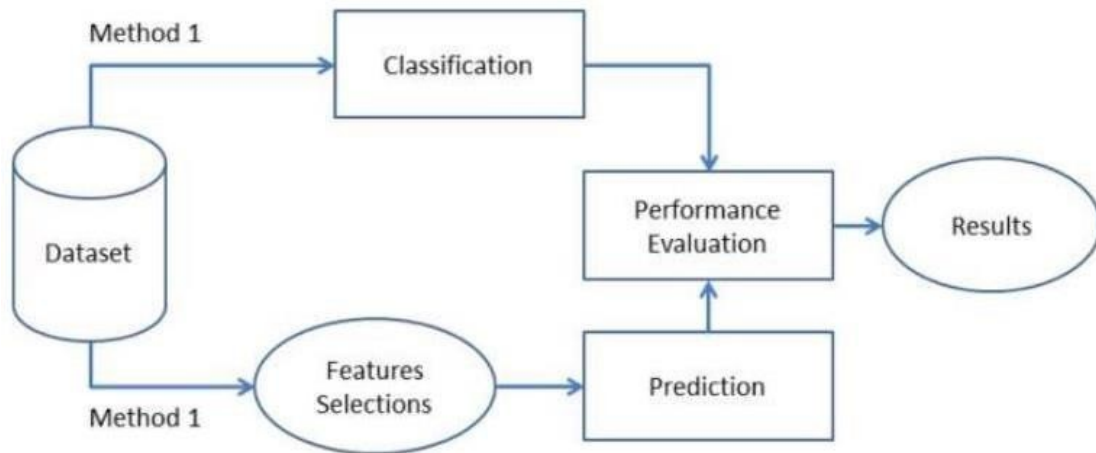 Method 1
Classification
Dataset
Performance
Evaluation
Results
Features
Selections
Prediction
Method 1